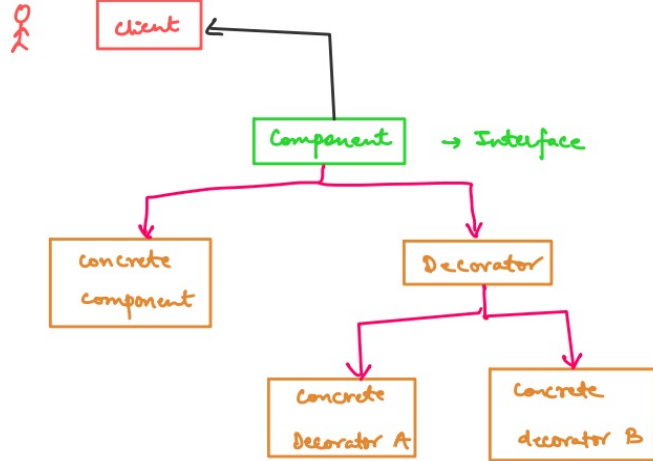 Client
Component → Interface
Concrete
Component
Decorator
Concrete
Decorator A
Concrete
decorator B